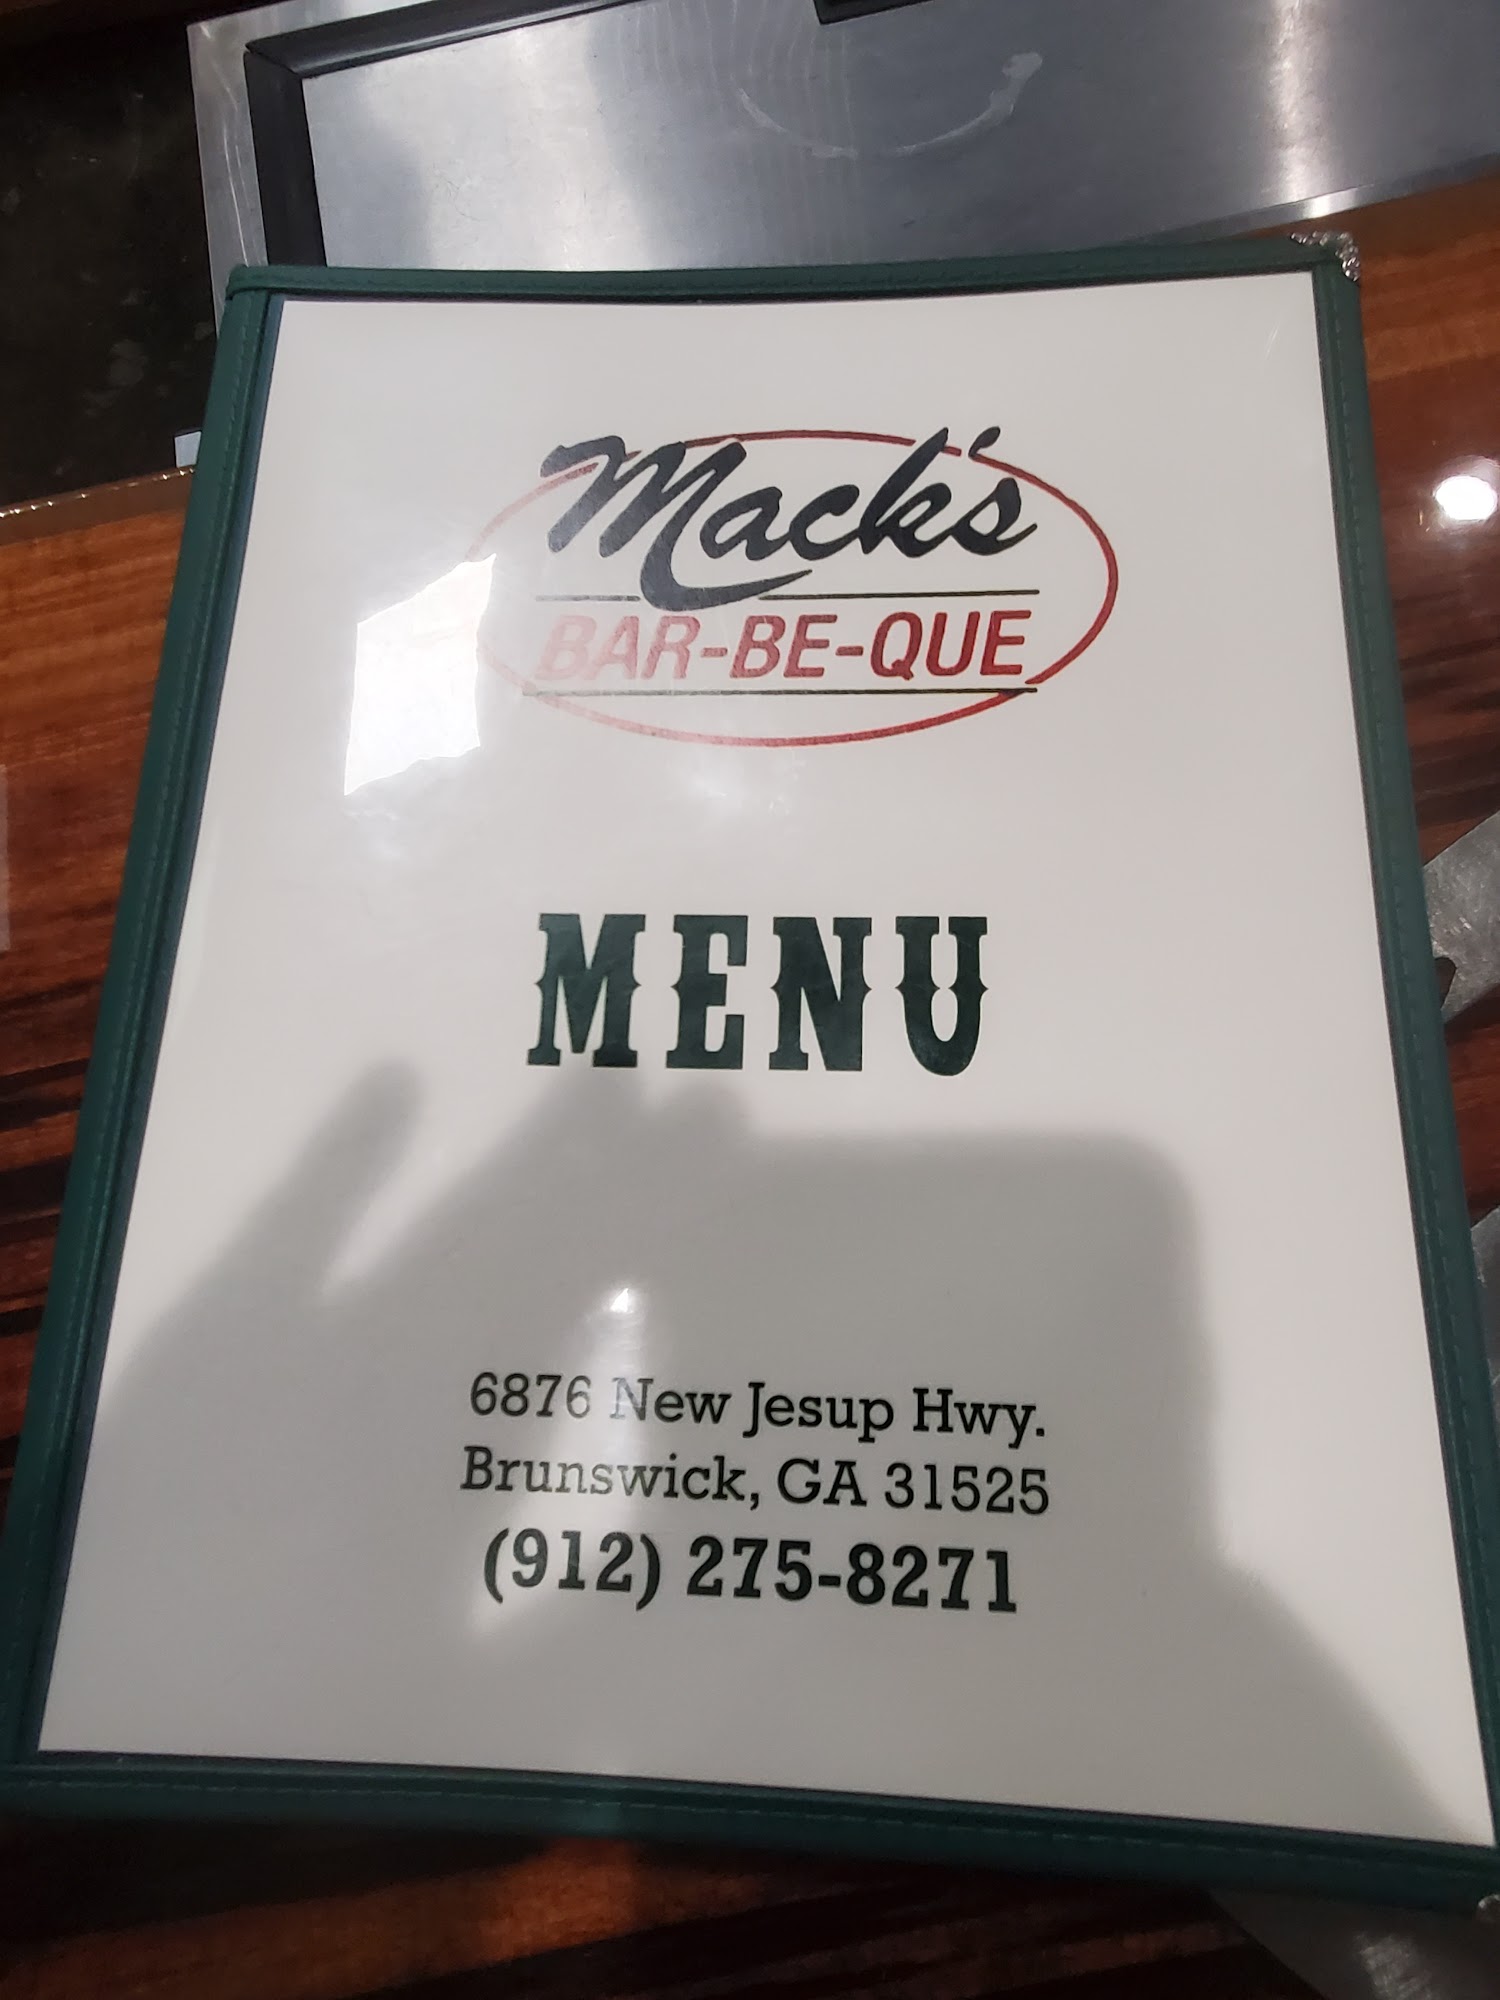 Mack's
BAR-BE-QUE
MENU
6876 New Jesup Hwy.
Brunswick, GA 31525
(912) 275-8271